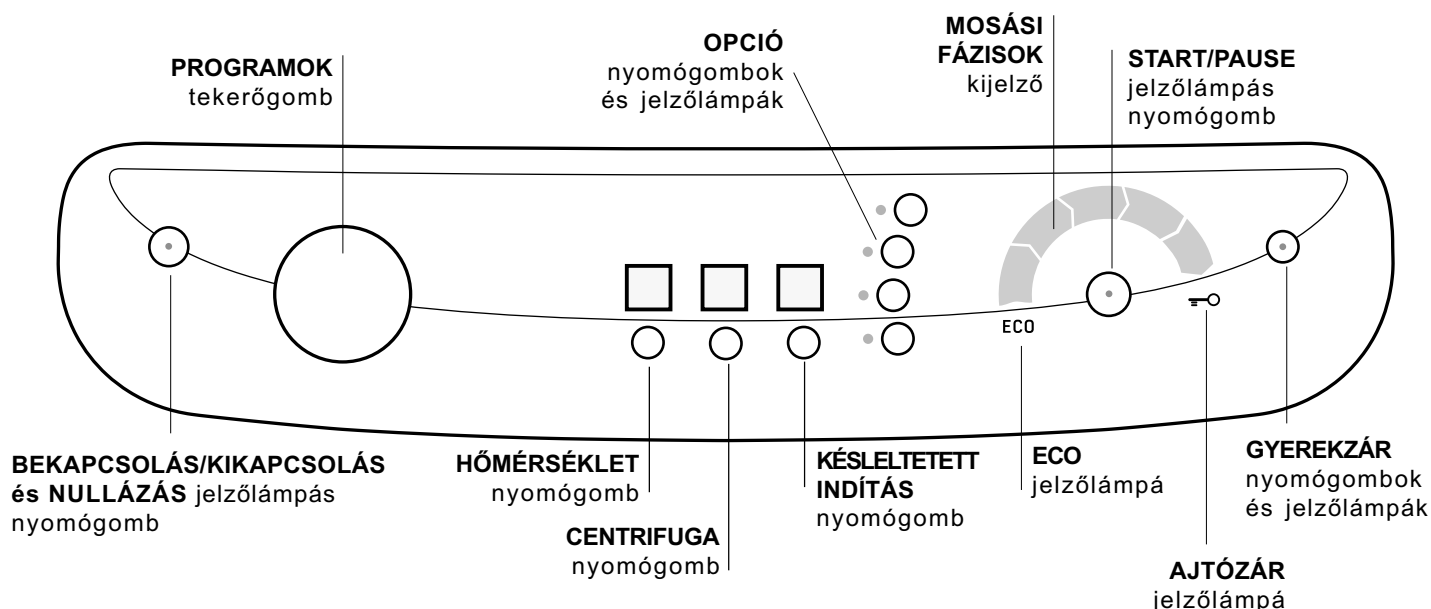 PROGRAMOK
tekerőgomb
OPCIÓ
nyomógombok
és jelzőlámpák
MOSÁSI
FÁZISOK
kijelző
START/PAUSE
jelzőlámpás
nyomógomb
ECO
BEKAPCSOLÁS/KIKAPCSOLÁS
és NULLÁZÁS jelzőlámpás
nyomógomb
HŐMÉRSÉKLET
nyomógomb
CENTRIFUGA
nyomógomb
KÉSLELTETETT
INDÍTÁS
nyomógomb
ECO
jelzőlámpá
AJTÓZÁR
jelzőlámpá
GYEREKZÁR
nyomógombok
és jelzőlámpák